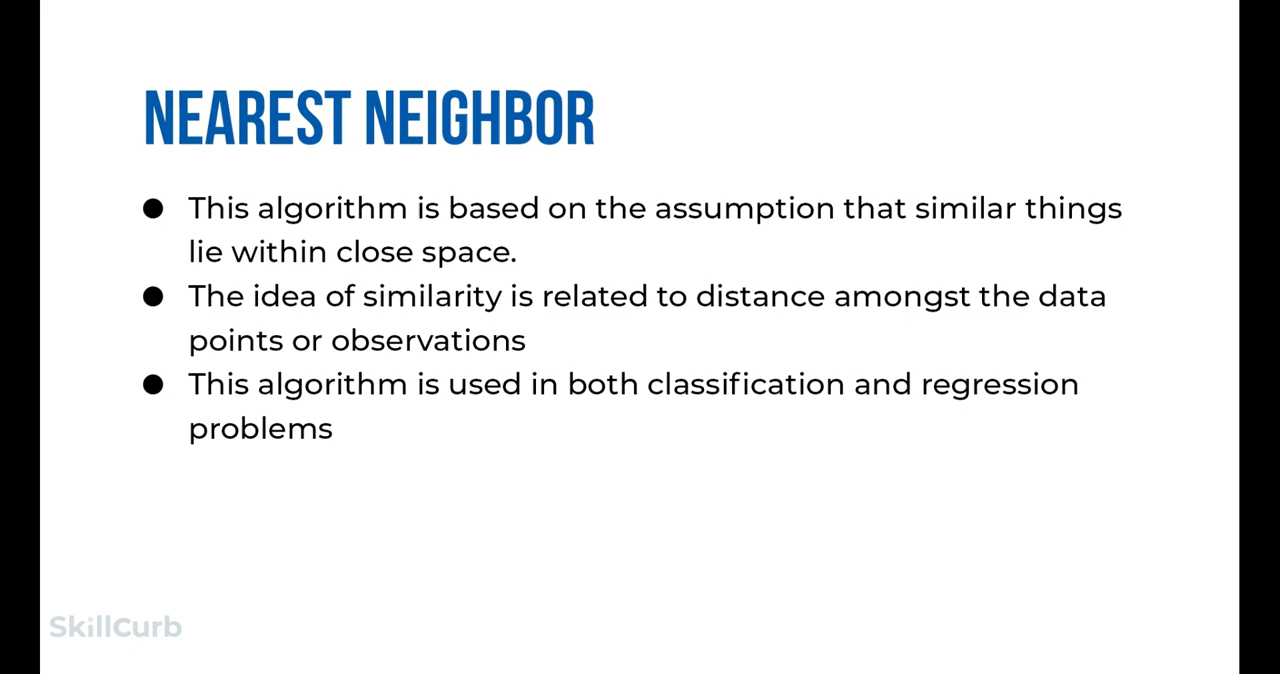 NEAREST NEIGHBOR
● This algorithm is based on the assumption that similar things
lie within close space.
● The idea of similarity is related to distance amongst the data
points or observations
● This algorithm is used in both classification and regression
problems
SkillCurb